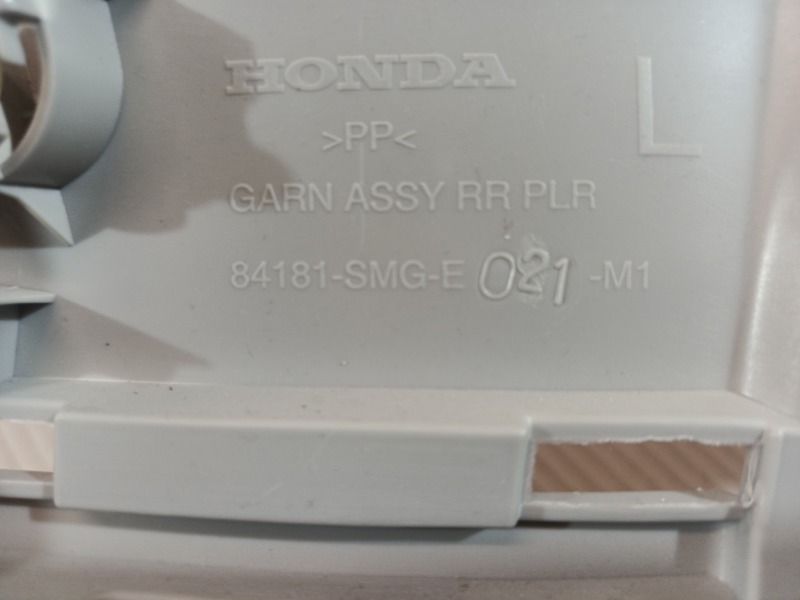 HONDA
L
>PP<
GARN ASSY RR PLR
84181-SMG-E 021 -M1